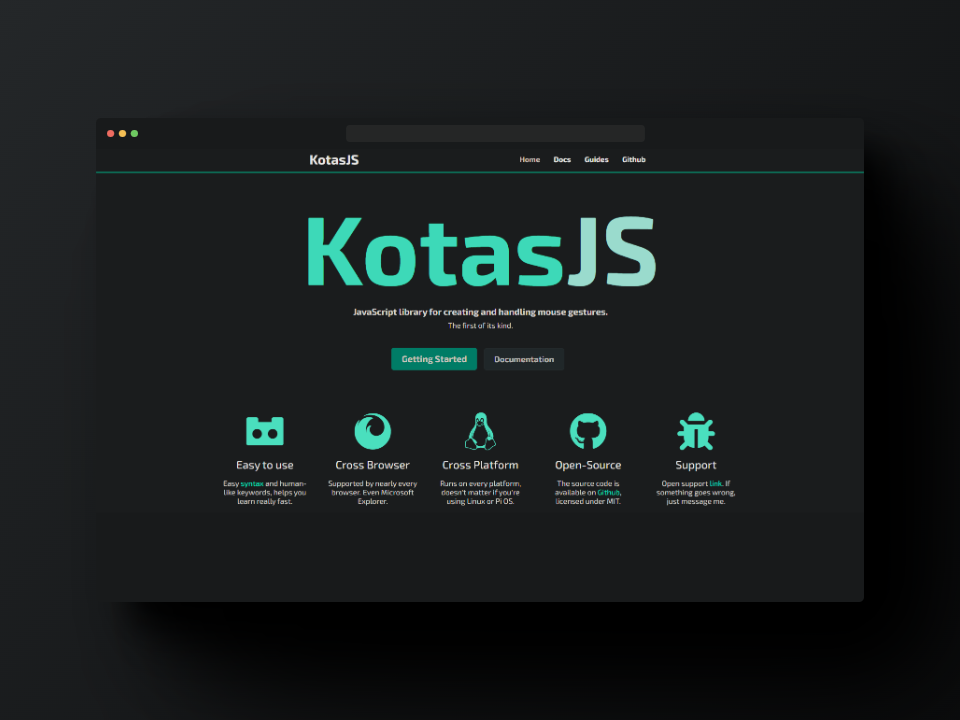 KotasJS
Home Docs Guides Github
KotasJS
JavaScript library for creating and handling mouse gestures.
The first of its kind.
Getting Started Documentation
Easy to use
Easy syntax and human-
like keywords, helps you
learn really fast.
Cross Browser
Supported by nearly every
browser. Even Microsoft
Explorer.
Cross Platform
Runs on every platform,
doesn't matter if you're
using Linux or Pi OS.
Open-Source
The source code is
available on Github,
licensed under MIT.
Support
Open support link. If
something goes wrong,
just message me.